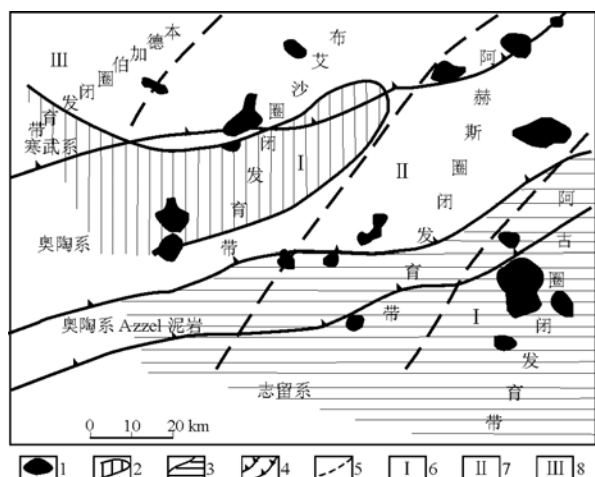 本德加伯圈闭发育带
Ⅲ
布艾沙圈闭发育带
Ⅰ
阿赫斯圈闭发育带
Ⅱ
阿古圈闭发育带
Ⅰ
寒武系
奥陶系
奥陶系 Azzel 泥岩
志留系
0 10 20 km
1 2 3 4 5 Ⅰ 6 Ⅱ 7 Ⅲ 8